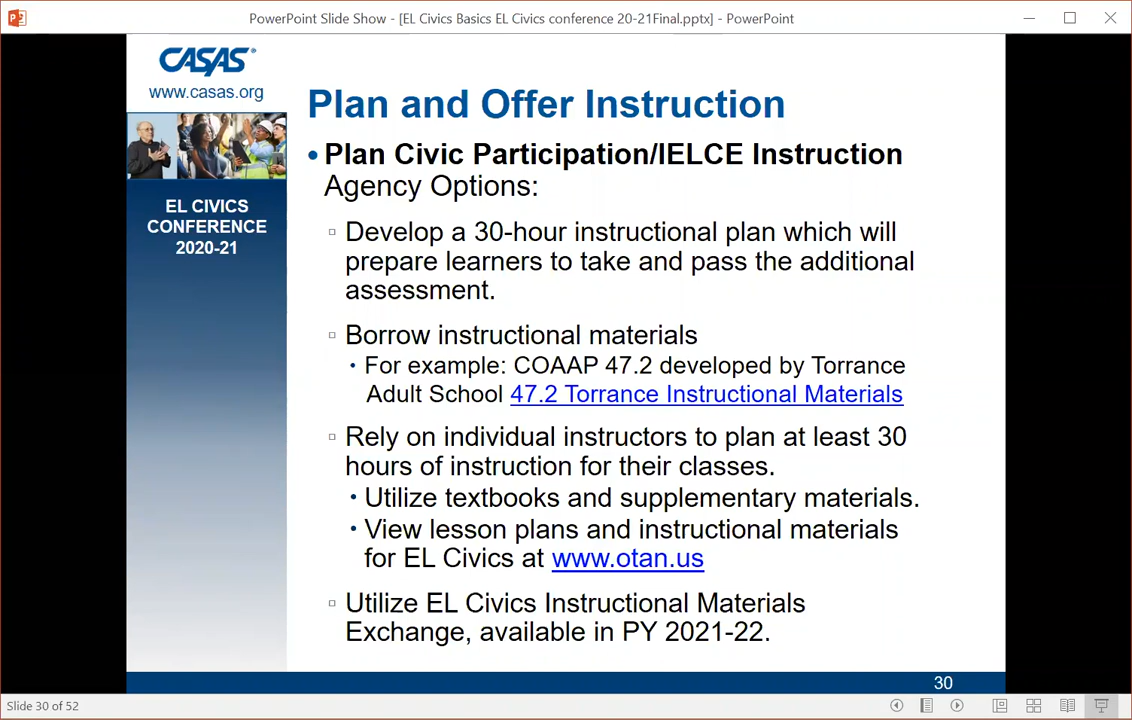 PowerPoint Slide Show - [EL Civics Basics EL Civics conference 20-21Final.pptx] - PowerPoint
CASAS®
www.casas.org
EL CIVICS
CONFERENCE
2020-21
Plan and Offer Instruction
• Plan Civic Participation/IELCE Instruction
Agency Options:
▫ Develop a 30-hour instructional plan which will
prepare learners to take and pass the additional
assessment.
▫ Borrow instructional materials
• For example: COAAP 47.2 developed by Torrance
Adult School 47.2 Torrance Instructional Materials
▫ Rely on individual instructors to plan at least 30
hours of instruction for their classes.
• Utilize textbooks and supplementary materials.
• View lesson plans and instructional materials
for EL Civics at www.otan.us
▫ Utilize EL Civics Instructional Materials
Exchange, available in PY 2021-22.
30
Slide 30 of 52